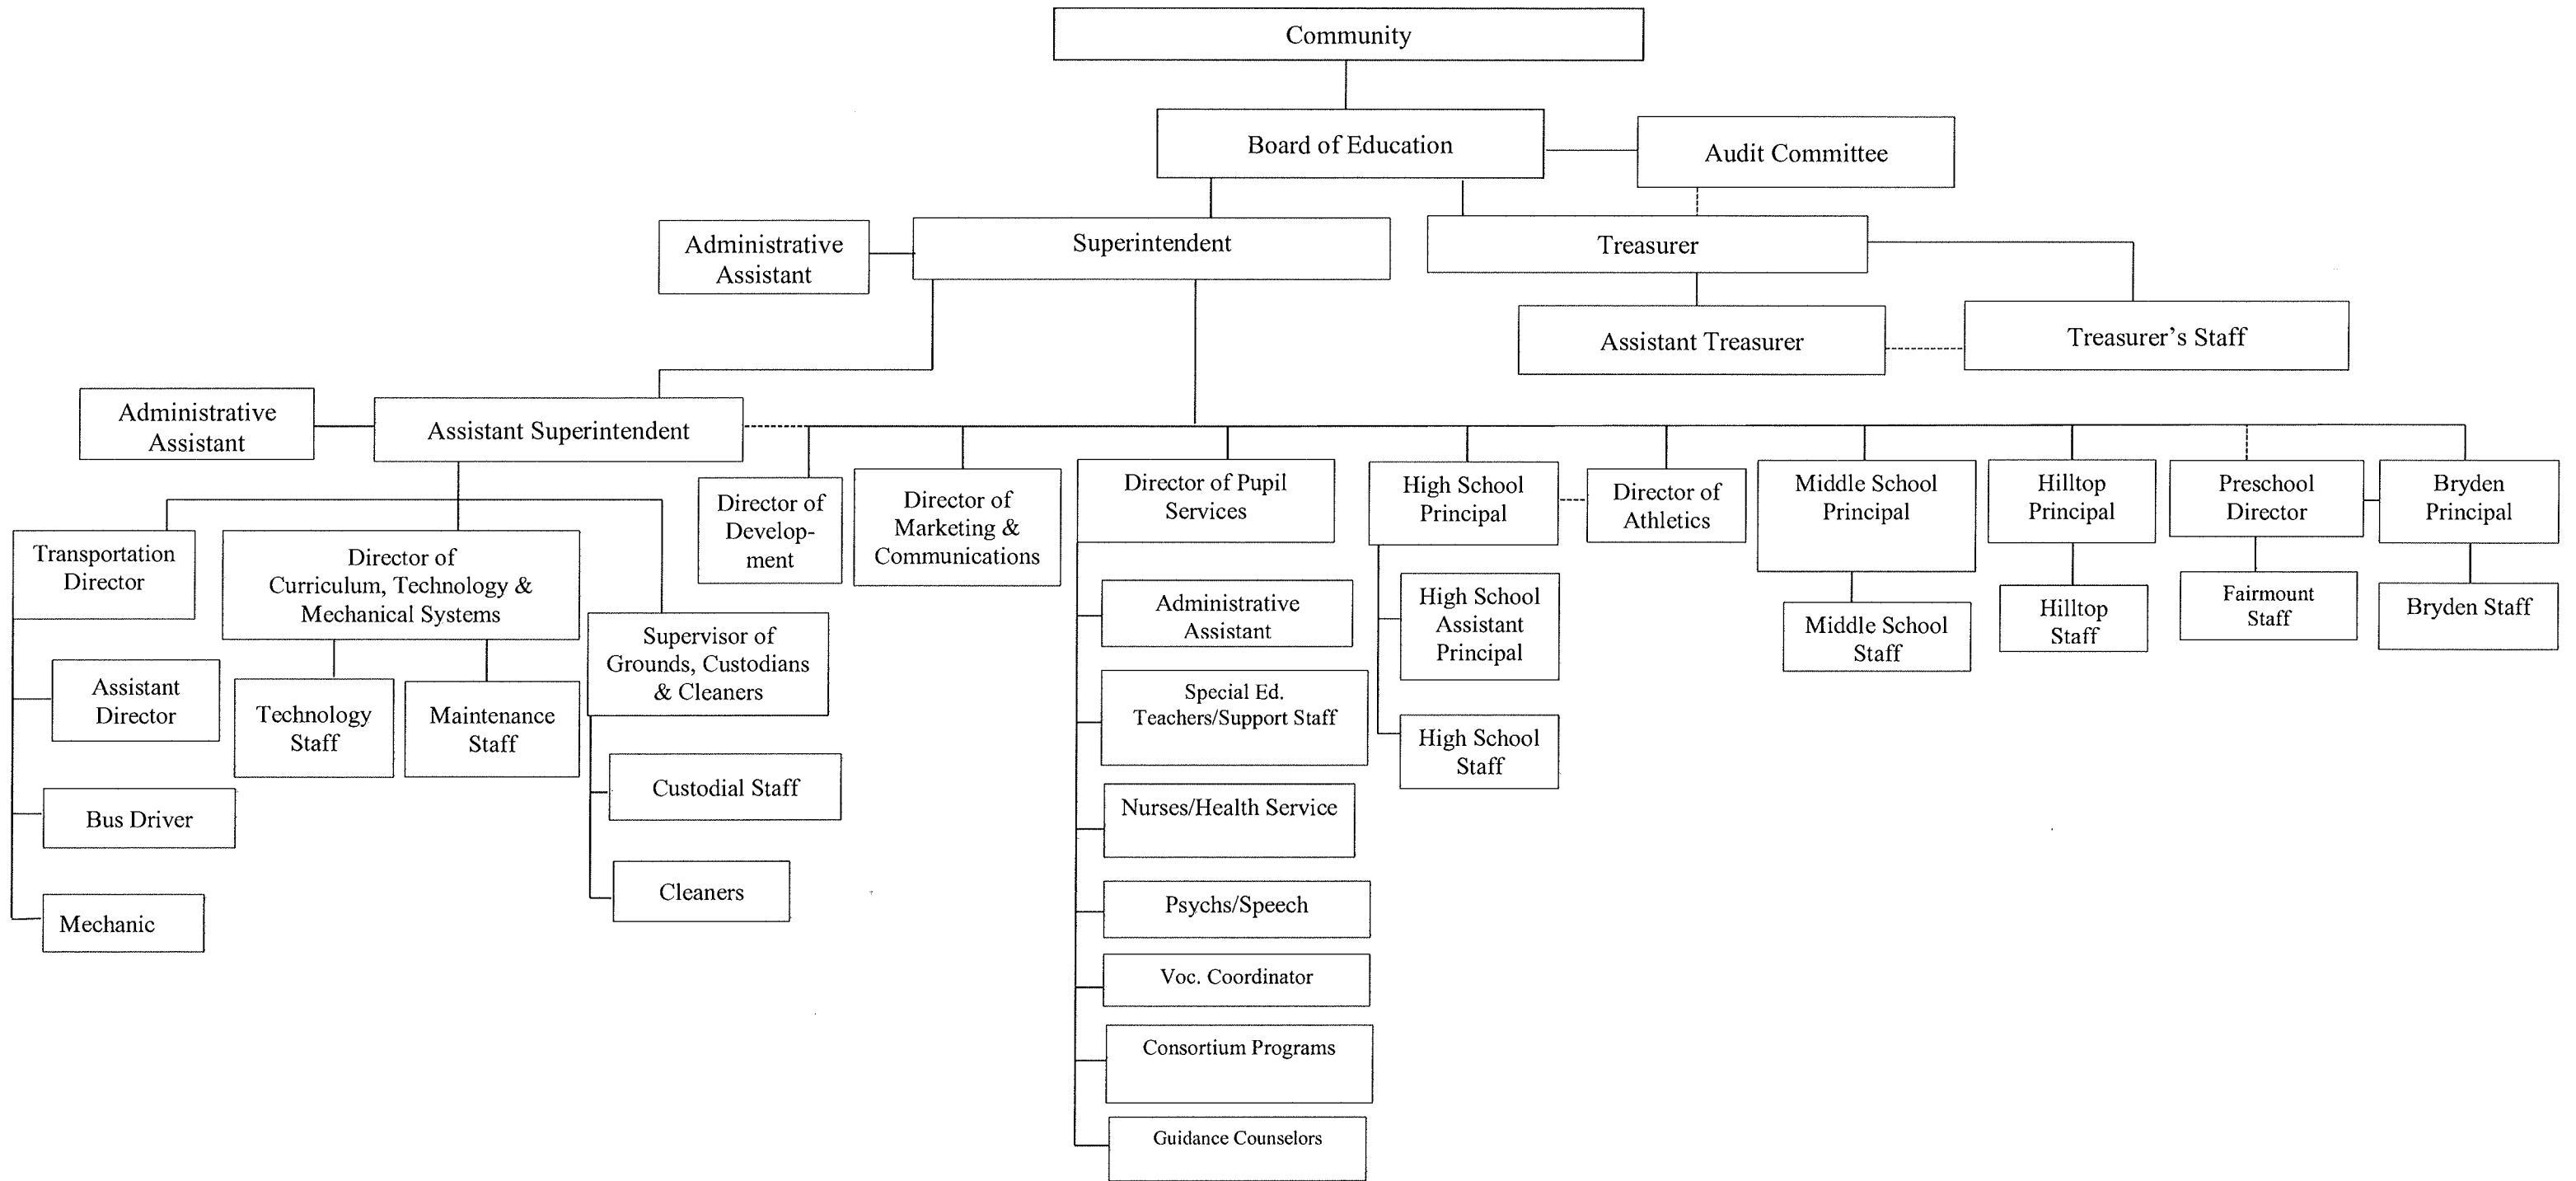 Community
Board of Education
Audit Committee
Administrative
Assistant
Superintendent
Treasurer
Assistant Treasurer
Treasurer’s Staff
Administrative
Assistant
Assistant Superintendent
Director of
Develop-
ment
Director of
Marketing &
Communications
Director of Pupil
Services
High School
Principal
Director of
Athletics
Middle School
Principal
Hilltop
Principal
Preschool
Director
Bryden
Principal
Transportation
Director
Director of
Curriculum, Technology &
Mechanical Systems
Supervisor of
Grounds, Custodians
& Cleaners
Administrative
Assistant
High School
Assistant
Principal
Middle School
Staff
Hilltop
Staff
Fairmount
Staff
Bryden Staff
Assistant
Director
Technology
Staff
Maintenance
Staff
Special Ed.
Teachers/Support Staff
High School
Staff
Custodial Staff
Nurses/Health Service
Bus Driver
Cleaners
Psychs/Speech
Mechanic
Voc. Coordinator
Consortium Programs
Guidance Counselors